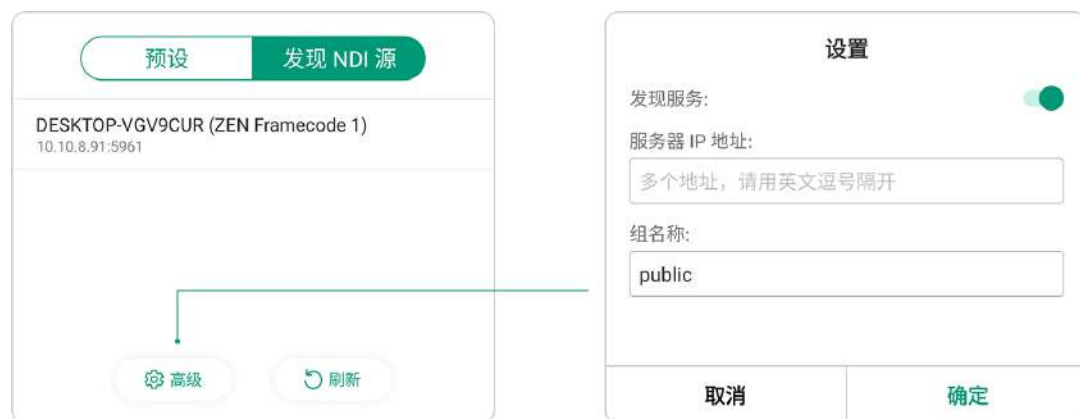 预设
发现 NDI 源
DESKTOP-VGV9CUR (ZEN Framecode 1)
10.10.8.91:5961
高级
刷新
设置
发现服务:
服务器 IP 地址:
多个地址，请用英文逗号隔开
组名称:
public
取消
确定